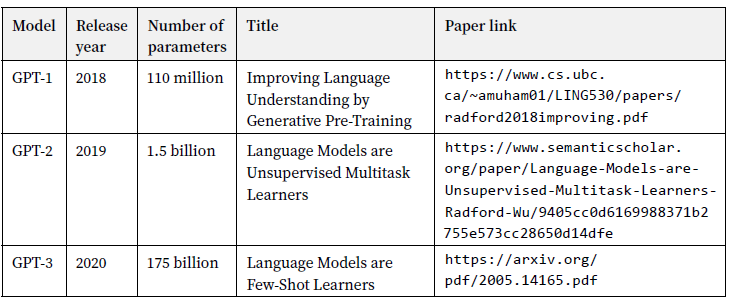 Model Release year Number of parameters Title Paper link
GPT-1 2018 110 million Improving Language Understanding by Generative Pre-Training https://www.cs.ubc.
ca/~amuham01/LING530/papers/
radford2018improving.pdf
GPT-2 2019 1.5 billion Language Models are Unsupervised Multitask Learners https://www.semanticscholar.
org/paper/Language-Models-are-
Unsupervised-Multitask-Learners-
Radford-Wu/9405cc0d6169988371b2
755e573cc28650d14dfe
GPT-3 2020 175 billion Language Models are Few-Shot Learners https://arxiv.org/
pdf/2005.14165.pdf